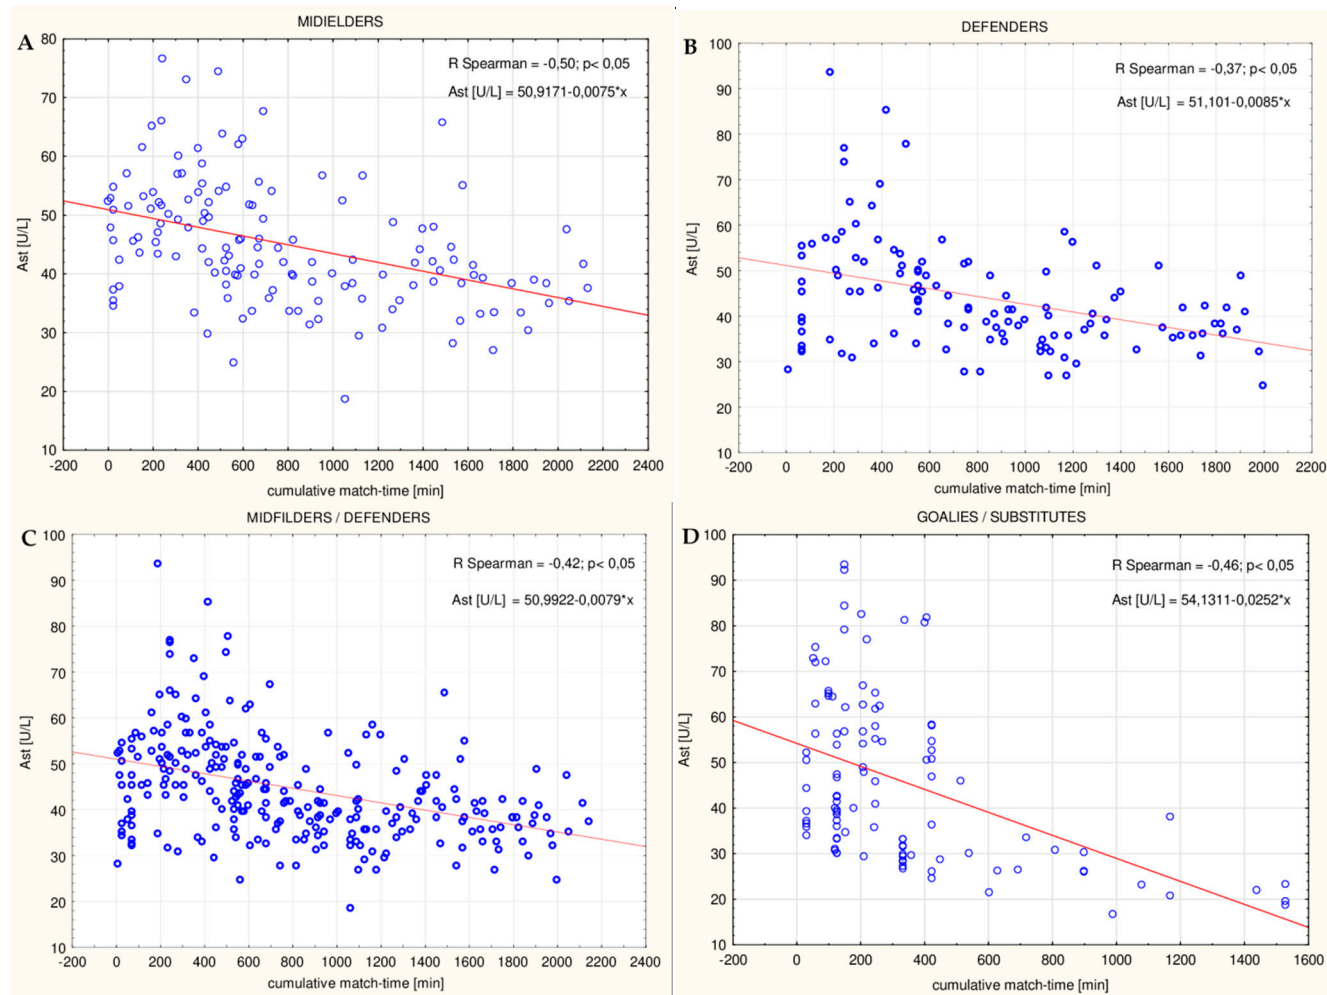 A
MIDIELDERS
R Spearman = -0,50; p< 0,05
Ast [U/L] = 50,9171-0,0075*x
Ast [U/L]
80
70
60
50
40
30
20
10
-200 0 200 400 600 800 1000 1200 1400 1600 1800 2000 2200 2400
cumulative match-time [min]
B
DEFENDERS
R Spearman = -0,37; p< 0,05
Ast [U/L] = 51,101-0,0085*x
Ast [U/L]
100
90
80
70
60
50
40
30
20
10
-200 0 200 400 600 800 1000 1200 1400 1600 1800 2000 2200
cumulative match-time [min]
C
MIDFILDERS / DEFENDERS
R Spearman = -0,42; p< 0,05
Ast [U/L] = 50,9922-0,0079*x
Ast [U/L]
100
90
80
70
60
50
40
30
20
10
-200 0 200 400 600 800 1000 1200 1400 1600 1800 2000 2200 2400
cumulative match-time [min]
D
GOALIES / SUBSTITUTES
R Spearman = -0,46; p< 0,05
Ast [U/L] = 54,1311-0,0252*x
Ast [U/L]
100
90
80
70
60
50
40
30
20
10
-200 0 200 400 600 800 1000 1200 1400 1600
cumulative match-time [min]